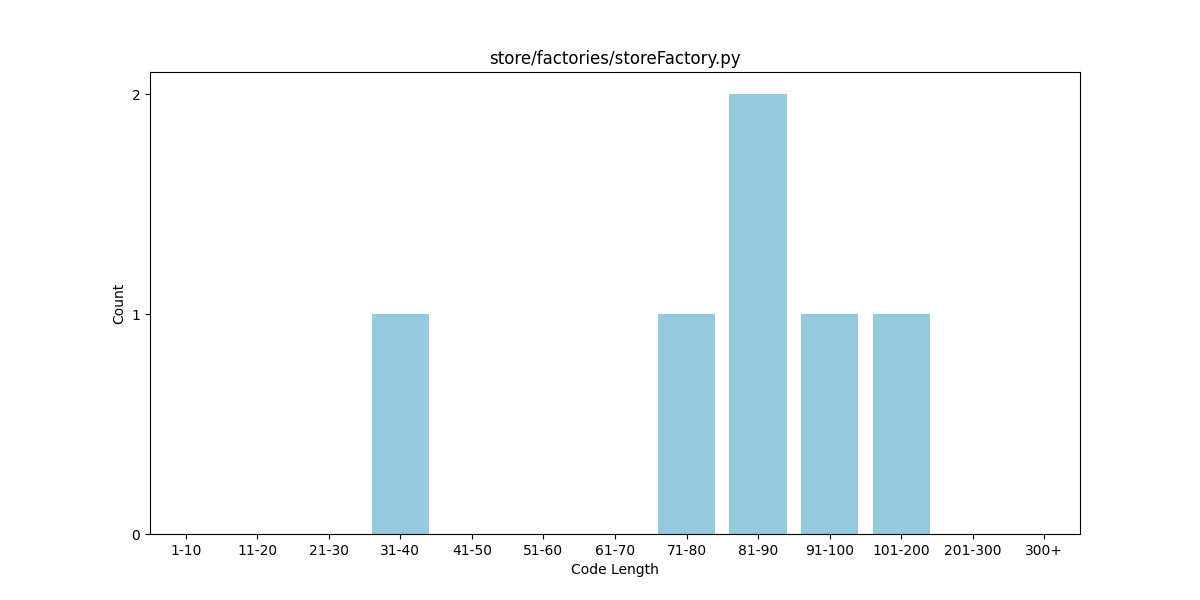 store/factories/storeFactory.py
2
1
0
Count
1-10 11-20 21-30 31-40 41-50 51-60 61-70 71-80 81-90 91-100 101-200 201-300 300+
Code Length